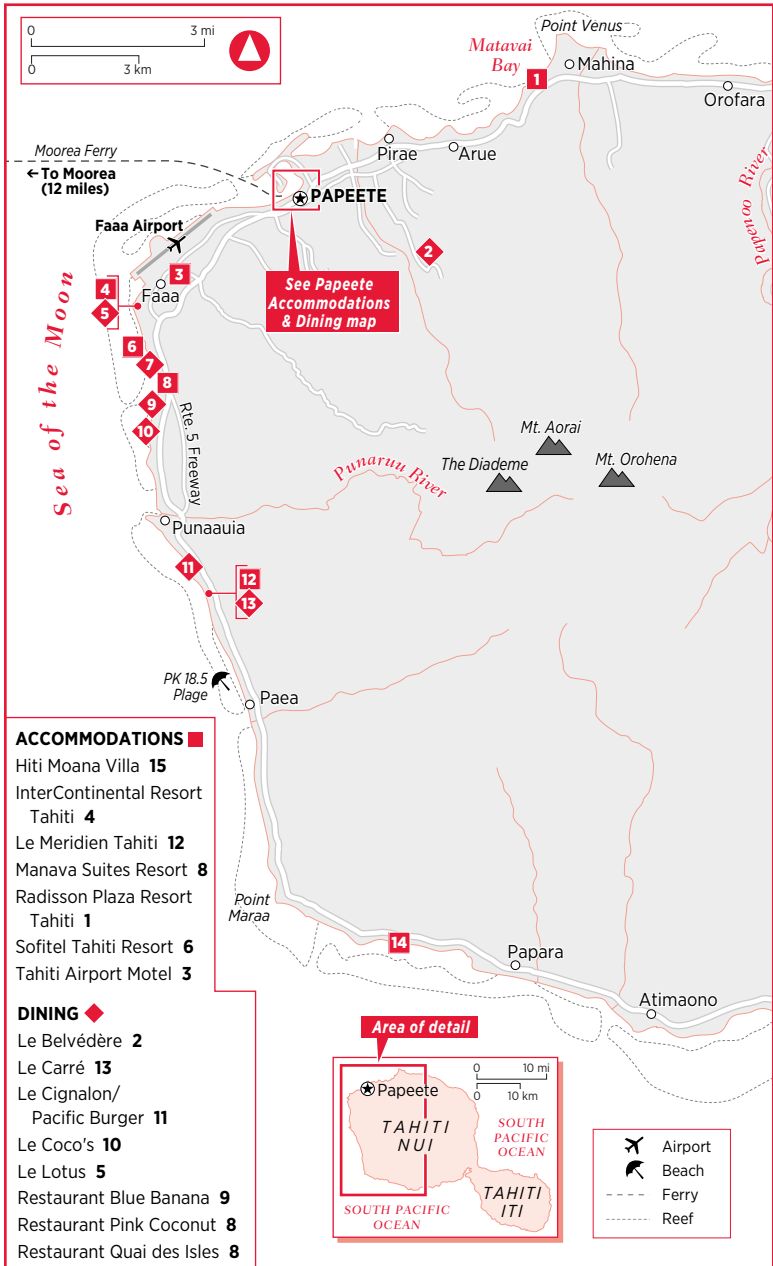 0 3 mi
0 3 km
Point Venus
Matavai
Bay
1
Mahina
Orofara
Moorea Ferry
Pirae
Arue
←To Moorea
(12 miles)
PAPEETE
Papenoo River
Faaa Airport
2
3
4
Faaa
5
See Papeete
Accommodations
& Dining map
Sea of the Moon
6
7
8
9
10
Rte. 5 Freeway
Mt. Aorai
The Diademe
Mt. Orohena
Punaruu River
Punaauia
11
12
13
PK 18.5
Plage
Paea
ACCOMMODATIONS
Hiti Moana Villa 15
InterContinental Resort
Tahiti 4
Le Meridien Tahiti 12
Manava Suites Resort 8
Radisson Plaza Resort
Tahiti 1
Sofitel Tahiti Resort 6
Tahiti Airport Motel 3
Point
Maraa
14
Papara
Atimaono
DINING
Le Belvédère 2
Le Carré 13
Le Cignalon/
Pacific Burger 11
Le Coco's 10
Le Lotus 5
Restaurant Blue Banana 9
Restaurant Pink Coconut 8
Restaurant Quai des Isles 8
Area of detail
0 10 mi
0 10 km
Papeete
TAHITI
NUI
SOUTH
PACIFIC
OCEAN
TAHITI
ITI
SOUTH PACIFIC
OCEAN
Airport
Beach
Ferry
Reef